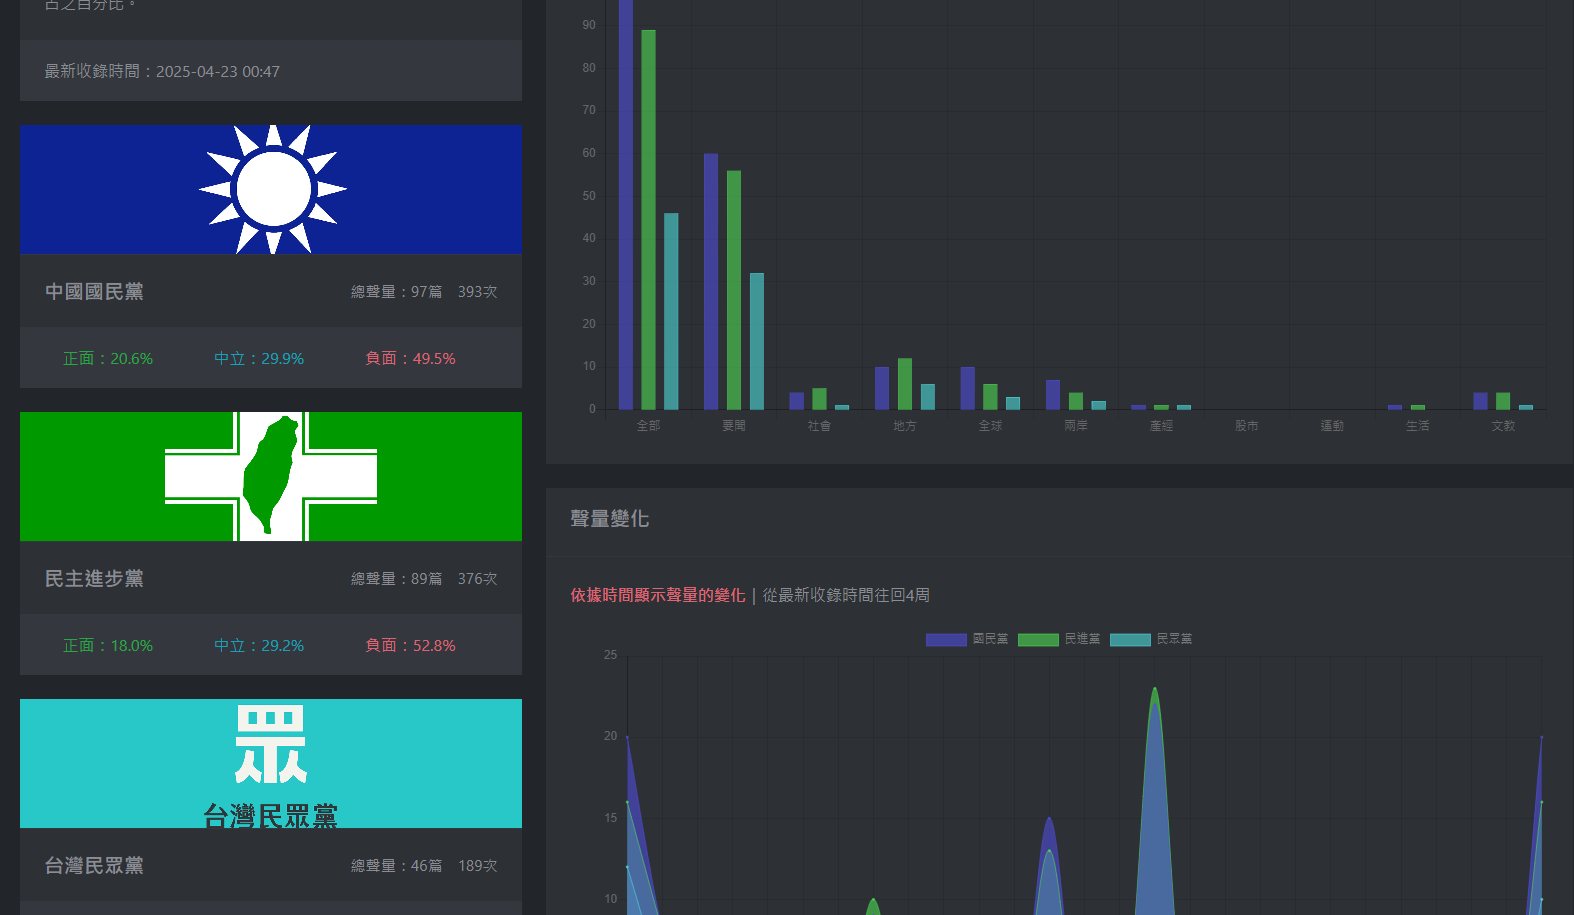 占之百分比。
最新收錄時間：2025-04-23 00:47
中國國民黨
總聲量：97篇 393次
正面：20.6%
中立：29.9%
負面：49.5%
民主進步黨
總聲量：89篇 376次
正面：18.0%
中立：29.2%
負面：52.8%
眾
台灣民眾黨
台灣民眾黨
總聲量：46篇 189次
90
80
70
60
50
40
30
20
10
0
全部 要聞 社會 地方 全球 兩岸 產經 股市 運動 生活 文教
聲量變化
依據時間顯示聲量的變化 | 從最新收錄時間往回4周
國民黨 民進黨 民眾黨
25
20
15
10